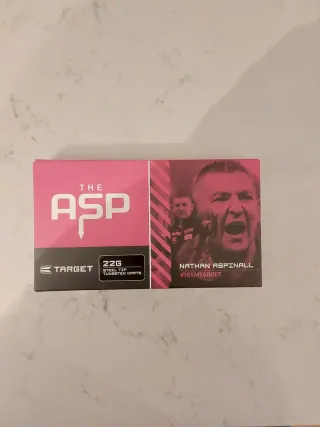 THE
ASP
TARGET
22G
STEEL TIP
TUNGSTEN DARTS
NATHAN ASPINALL
#TEAMTARGET